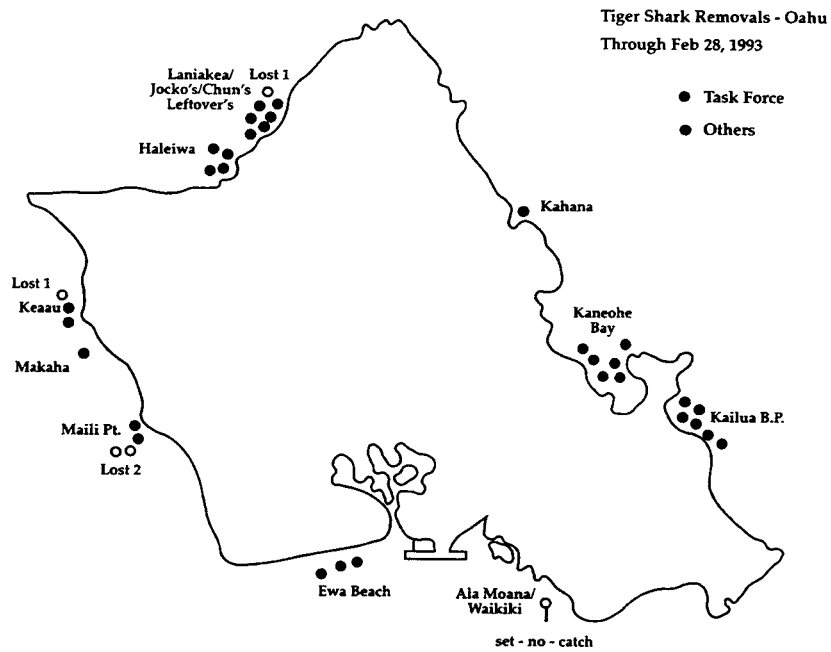 Tiger Shark Removals - Oahu
Through Feb 28, 1993
Task Force
Others
Laniakea/
Jocko's/Chun's
Leftover's
Lost 1
Haleiwa
Kahana
Lost 1
Keaau
Kaneohe
Bay
Makaha
Kailua B.P.
Maili Pt.
Lost 2
Ewa Beach
Ala Moana/
Waikiki
set - no - catch